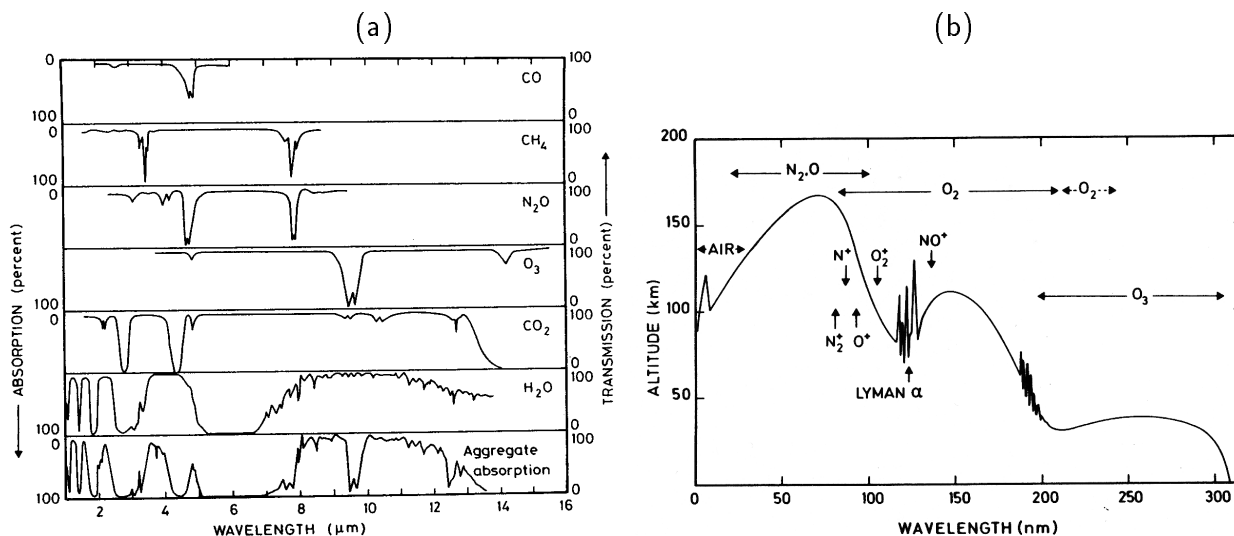 (a)
0
100
CO
100
0
0
100
CH4
100
0
0
100
N2O
100
0
0
100
O3
100
0
0
CO2
100
0
H2O
100
0
100
0
Aggregate absorption
100
0
100
2 4 6 8 10 12 14 16
WAVELENGTH (μm)
ABSORPTION (percent)
TRANSMISSION (percent)
(b)
200
150
100
50
ALTITUDE (km)
N2,O
O2
O2
AIR
N+
O2+
NO+
O3
N2+
O+
LYMAN α
0 50 100 150 200 250 300
WAVELENGTH (nm)